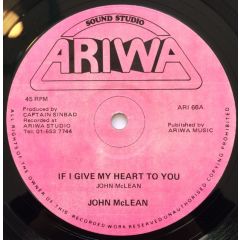 SOUND STUDIO
ARIWA
45 RPM
Produced by
CAPTAIN SINBAD
Recorded at
ARIWA STUDIO
Tel: 01-653 7744
ARI 66A
Published by
ARIWA MUSIC
IF I GIVE MY HEART TO YOU
JOHN McLEAN
JOHN McLEAN
ALL RIGHTS OF THE OWNER OF THIS RECORDED WORK RESERVED UNAUTHORISED COPYING